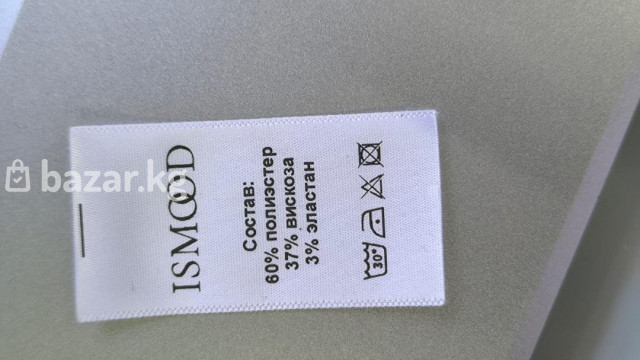 ISMOOD
Состав:
60% полиэстер
37% вискоза
3% эластан
30°
bazar.kg